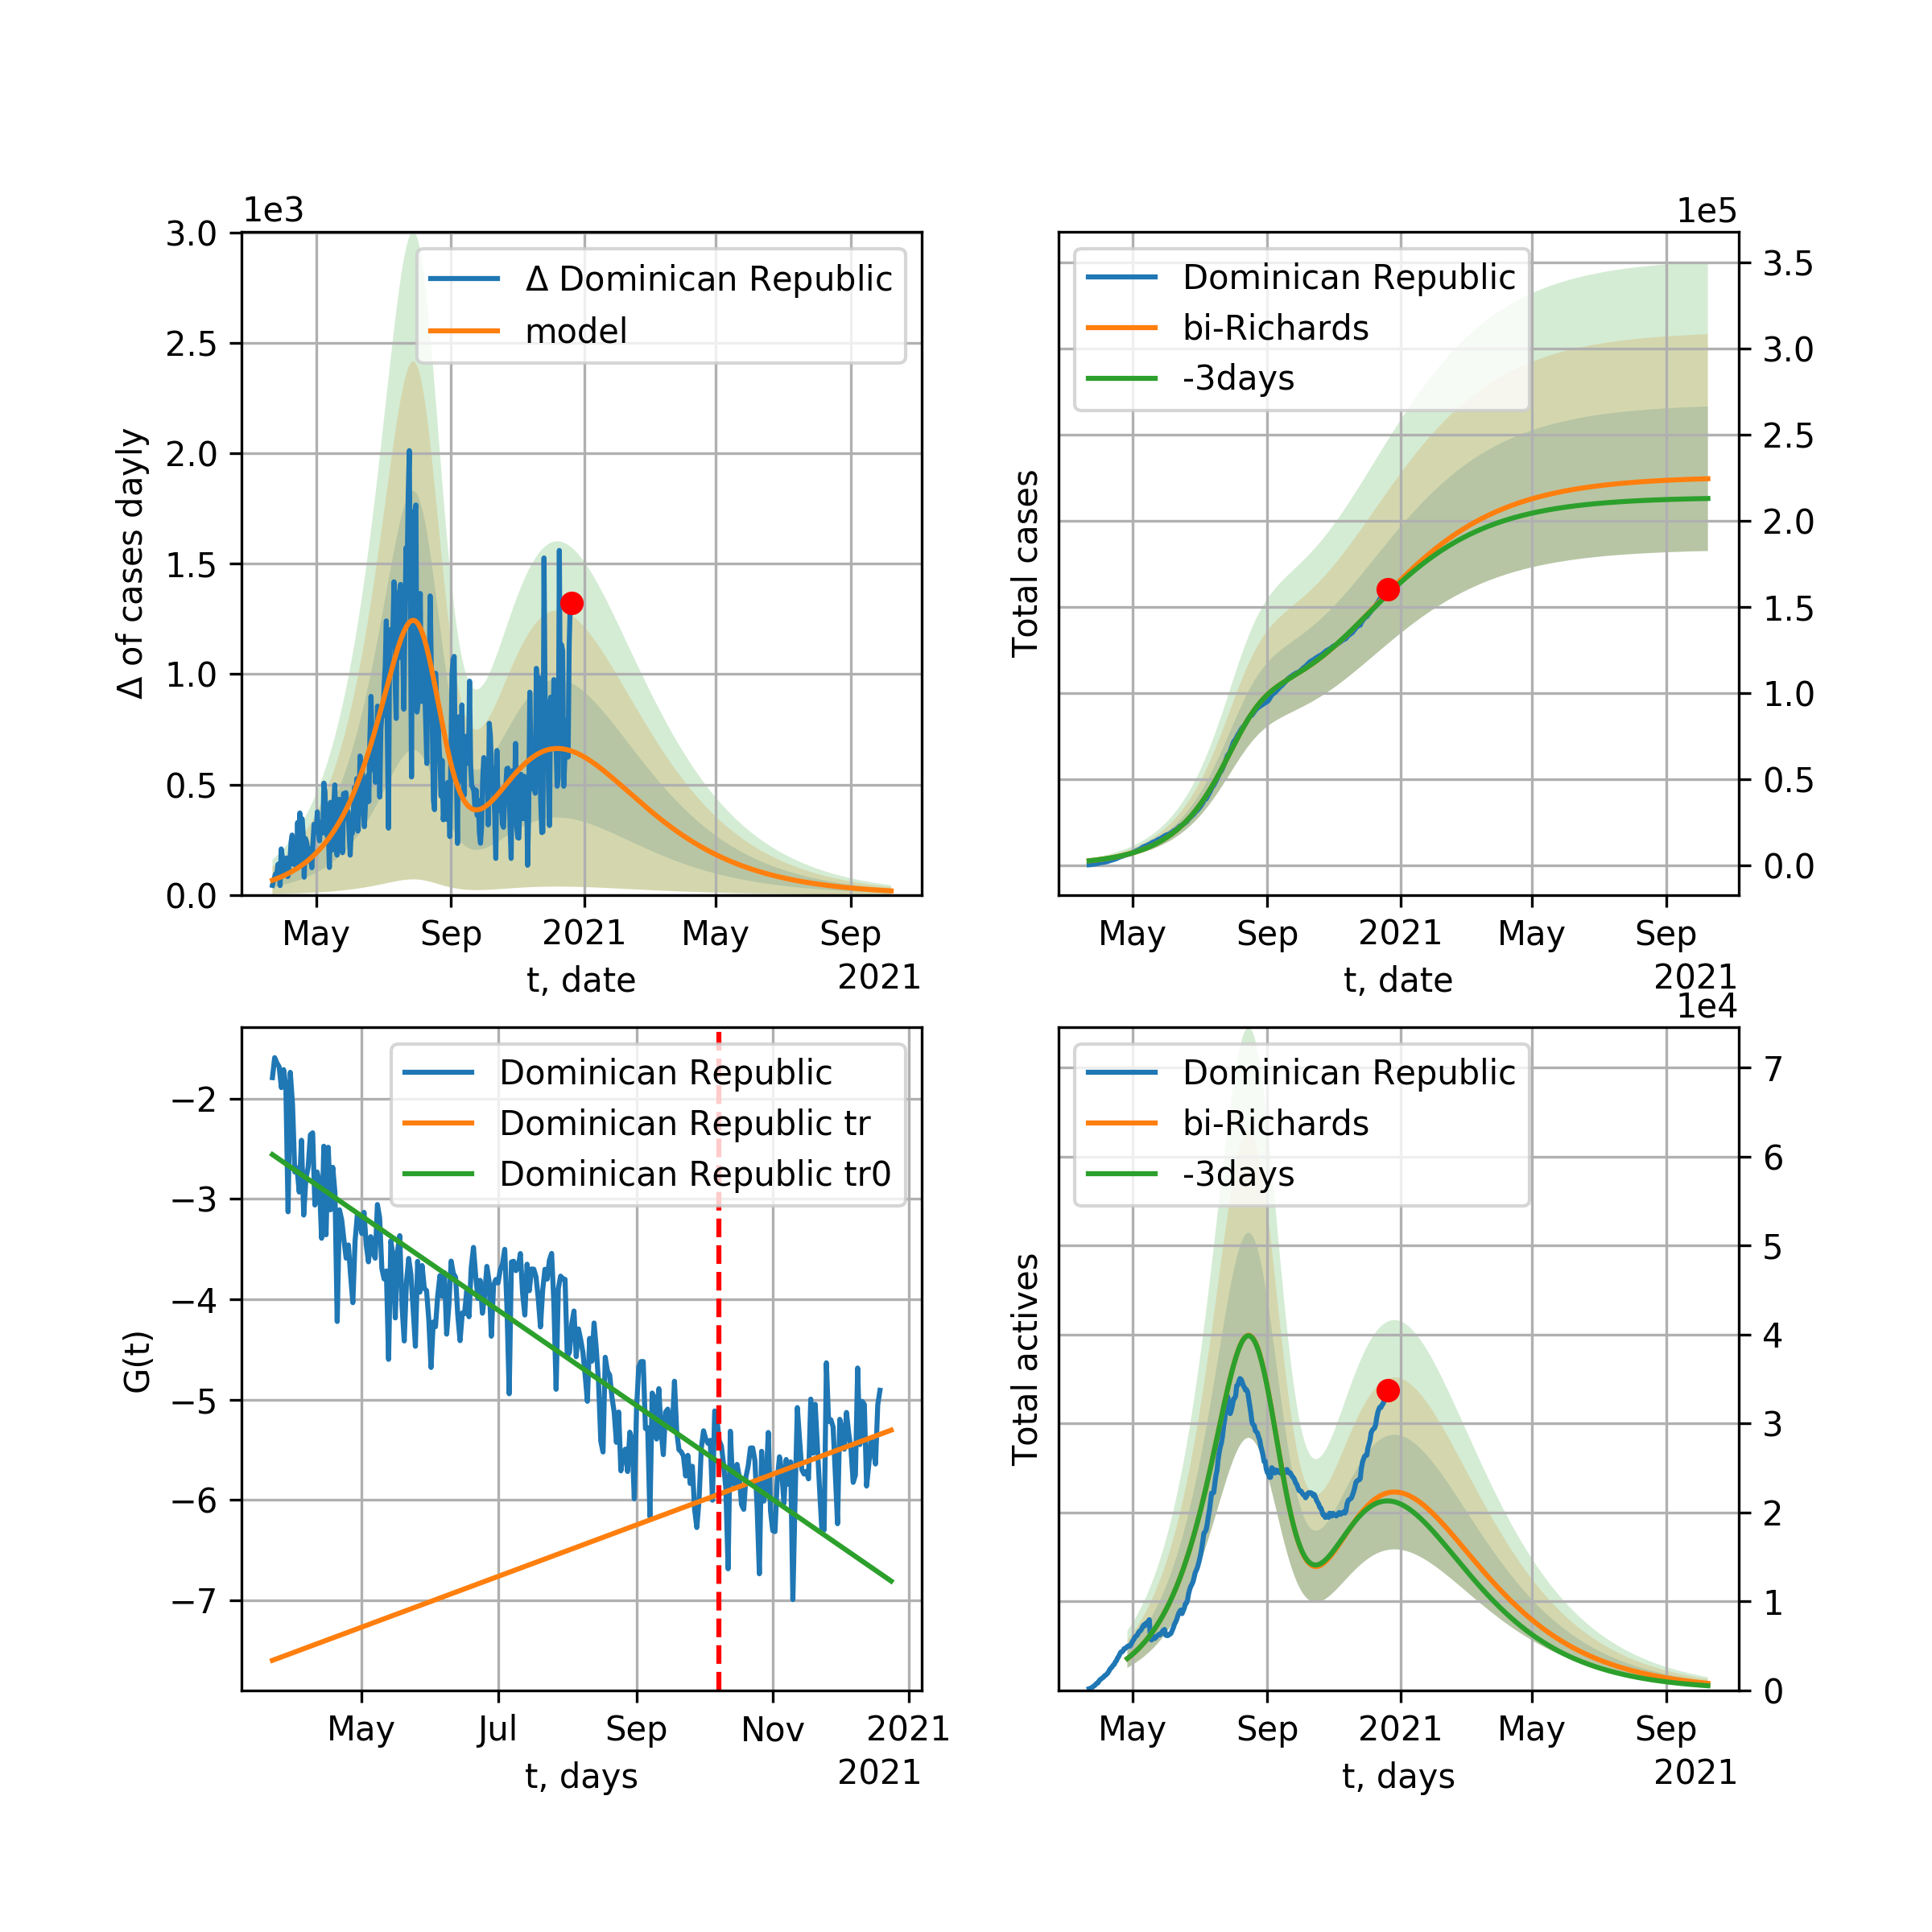 1e3
3.0
2.5
2.0
1.5
1.0
0.5
0.0
Δ of cases dayly
Δ Dominican Republic
model
May
Sep
2021
May
Sep
t, date
2021
1e5
3.5
3.0
2.5
2.0
1.5
1.0
0.5
0.0
Total cases
Dominican Republic
bi-Richards
-3days
May
Sep
2021
May
Sep
t, date
2021
−2
−3
−4
−5
−6
−7
G(t)
Dominican Republic
Dominican Republic tr
Dominican Republic tr0
May
Jul
Sep
Nov
2021
t, days
2021
1e4
7
6
5
4
3
2
1
0
Total actives
Dominican Republic
bi-Richards
-3days
May
Sep
2021
May
Sep
t, days
2021